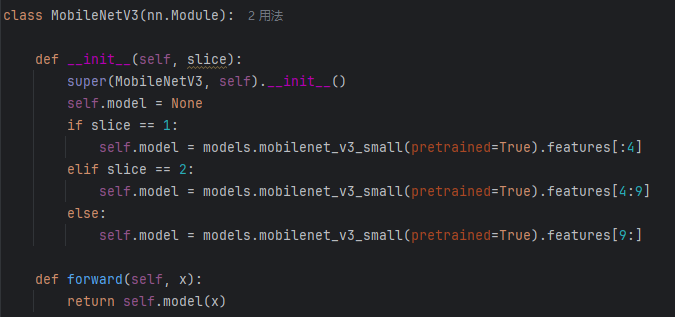 class MobileNetV3(nn.Module):  2 用法
def __init__(self, slice):
super(MobileNetV3, self).__init__()
self.model = None
if slice == 1:
self.model = models.mobilenet_v3_small(pretrained=True).features[:4]
elif slice == 2:
self.model = models.mobilenet_v3_small(pretrained=True).features[4:9]
else:
self.model = models.mobilenet_v3_small(pretrained=True).features[9:]
def forward(self, x):
return self.model(x)